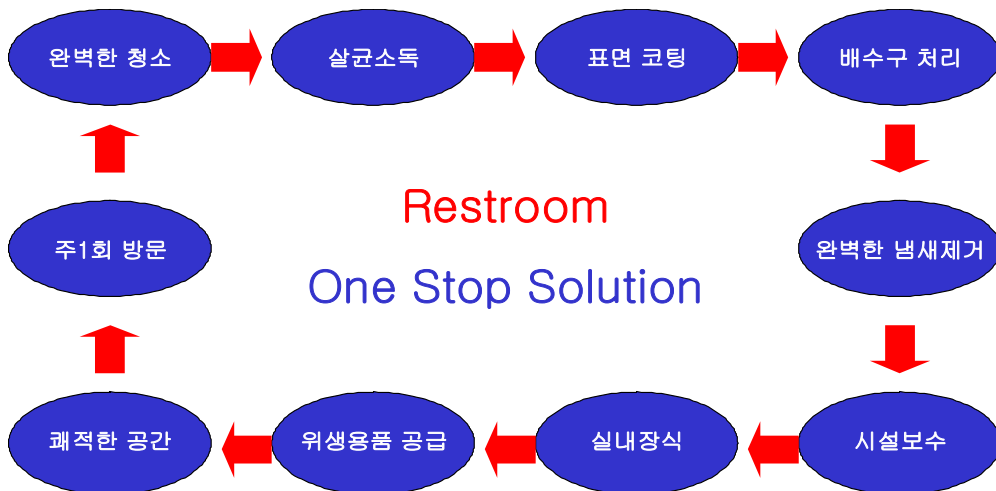 완벽한 청소
살균소독
표면 코팅
배수구 처리
Restroom
주1회 방문
완벽한 냄새제거
One Stop Solution
쾌적한 공간
위생용품 공급
실내장식
시설보수